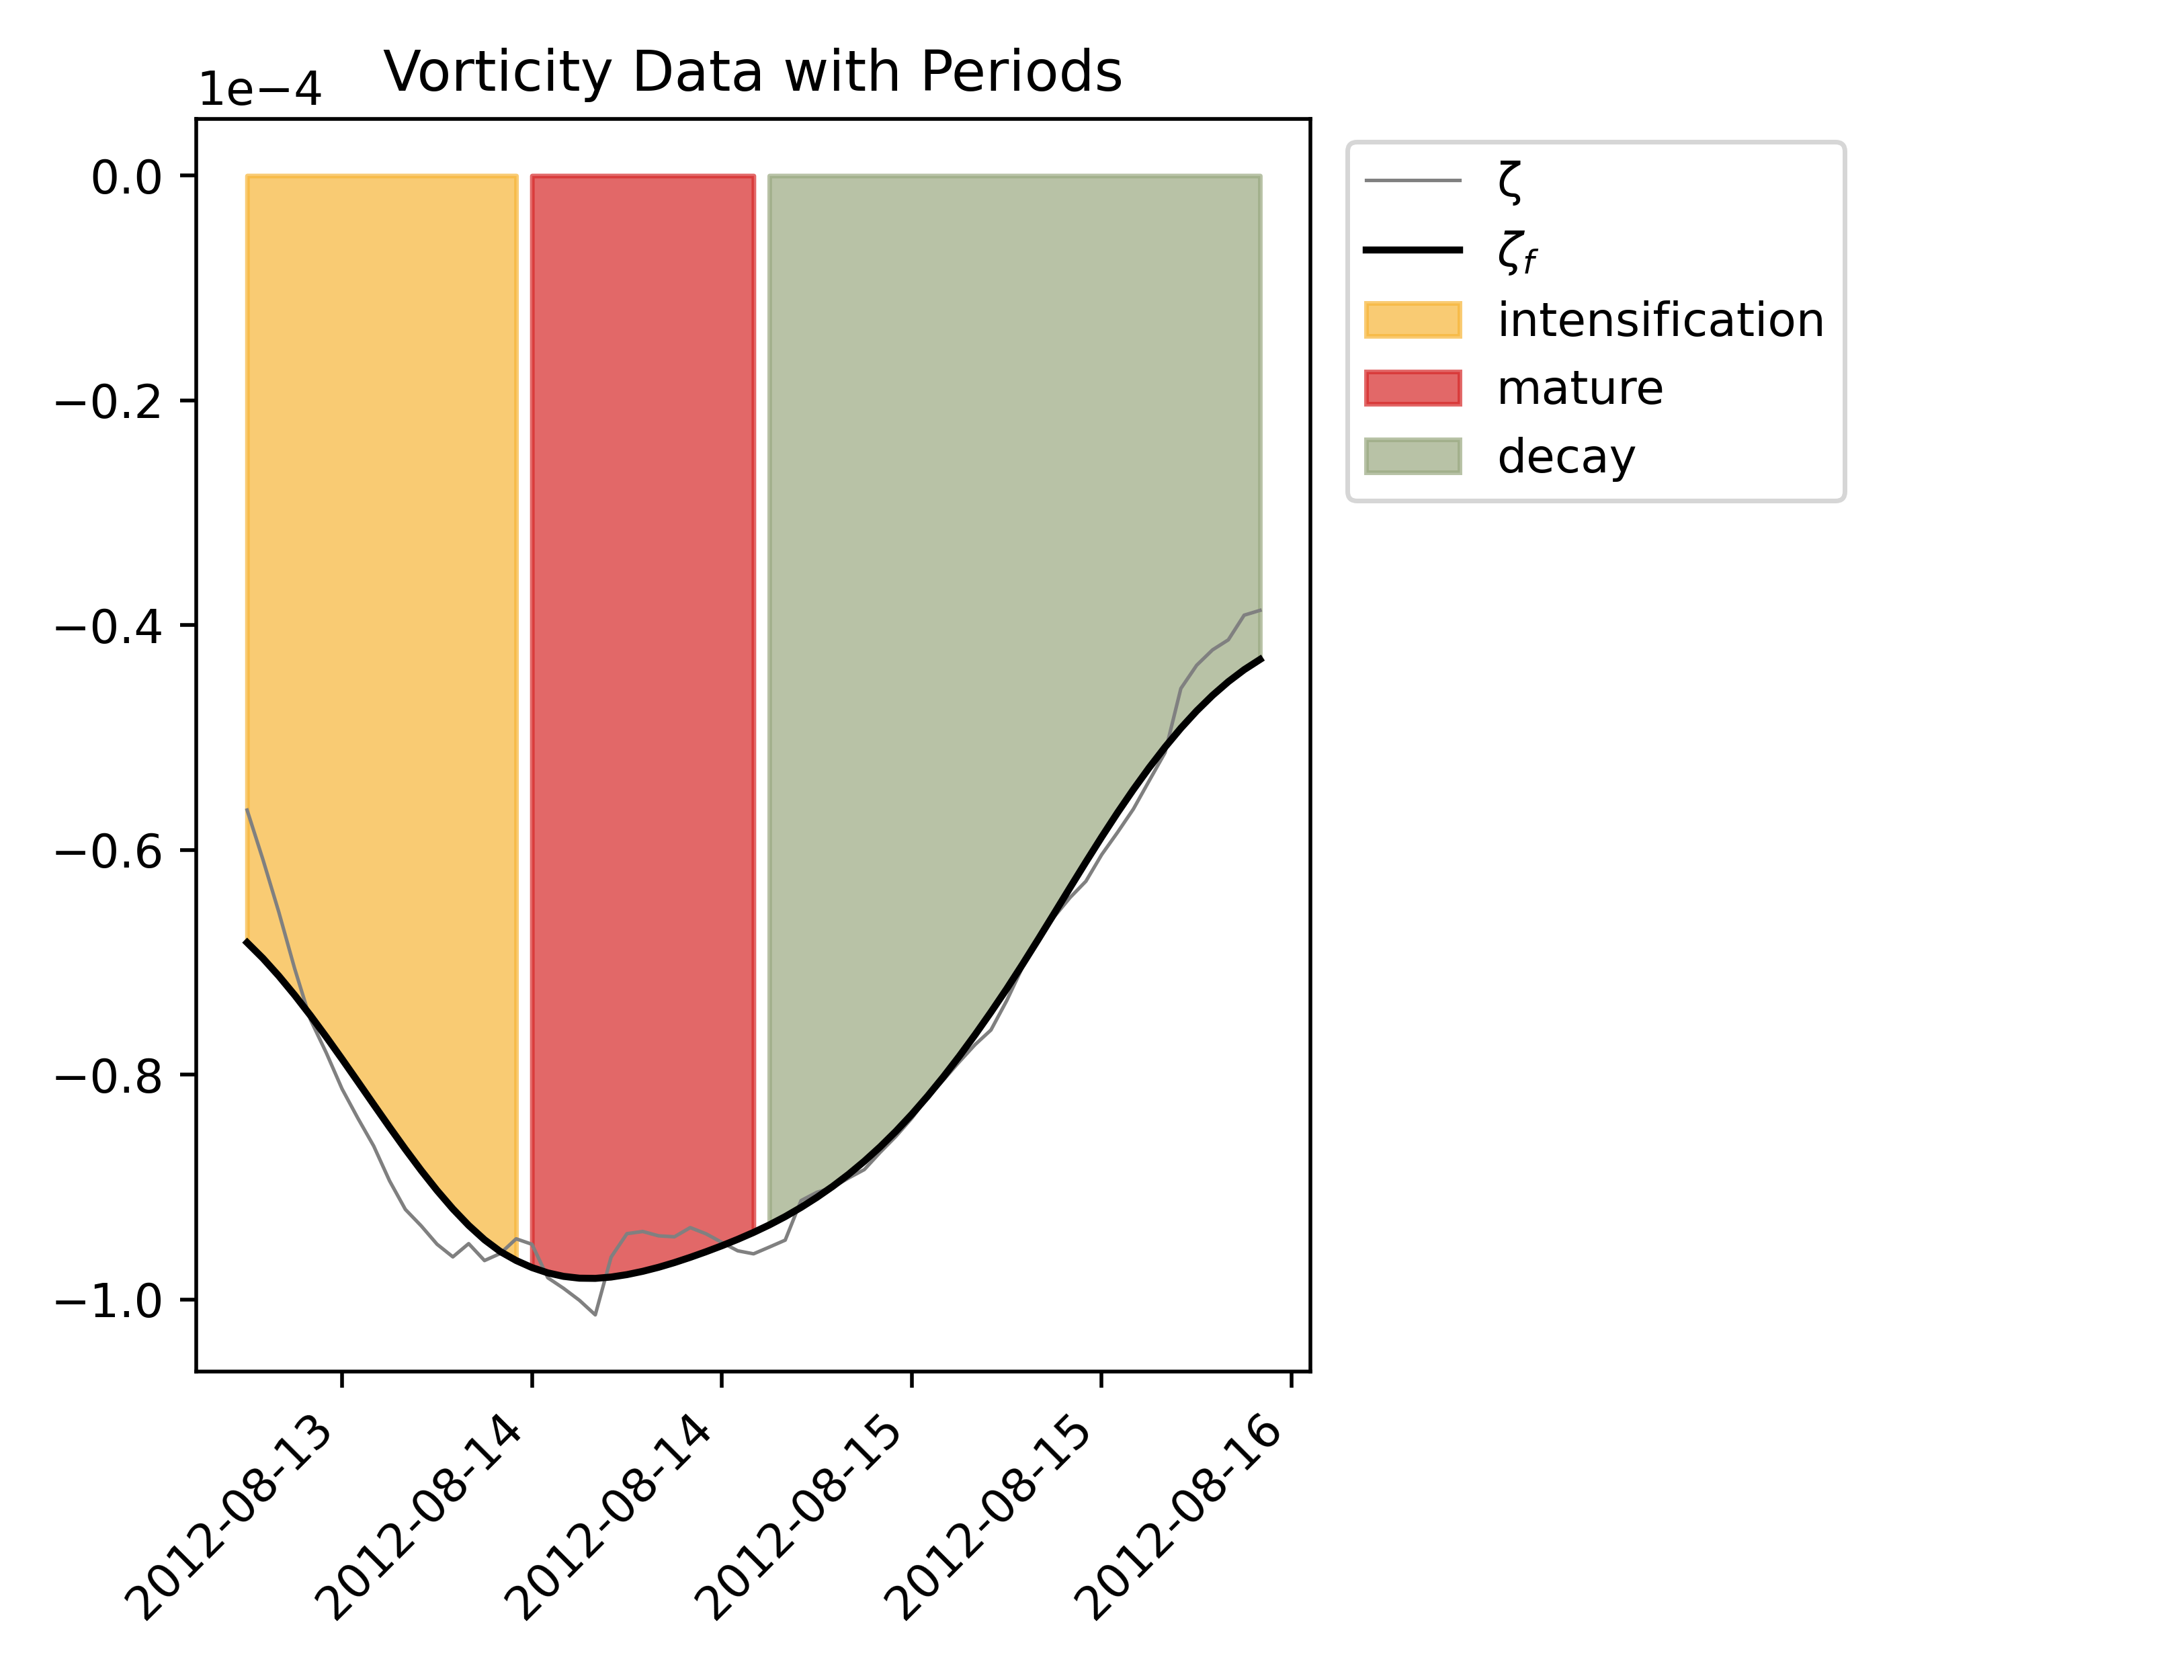 Vorticity Data with Periods
1e−4
0.0
−0.2
−0.4
−0.6
−0.8
−1.0
2012-08-13
2012-08-14
2012-08-14
2012-08-15
2012-08-15
2012-08-16
ζ
ζf
intensification
mature
decay